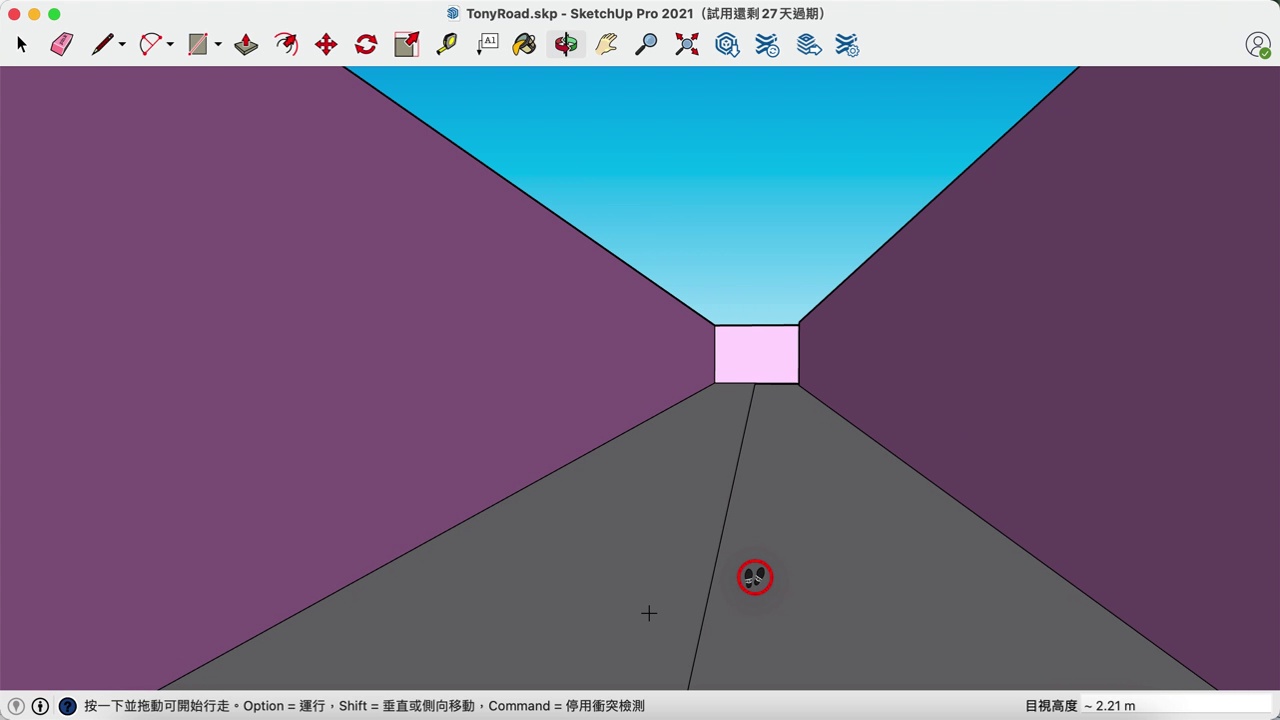 TonyRoad.skp - SketchUp Pro 2021（試用還剩 27 天過期）
A1
按一下並拖動可開始行走。Option = 運行，Shift = 垂直或側向移動，Command = 停用衝突檢測
目視高度 ~ 2.21 m